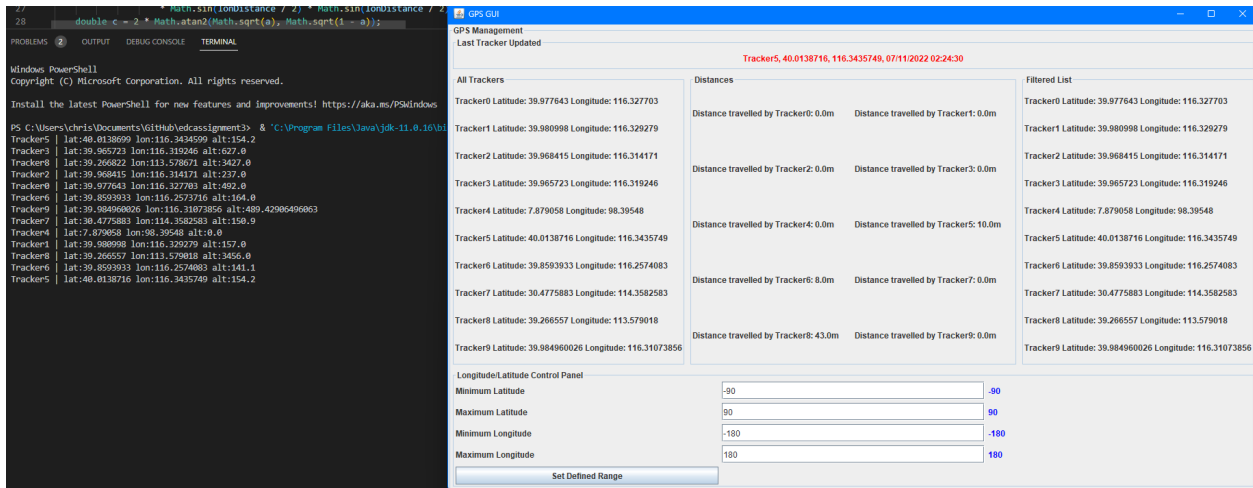 27 * Math.sin(lonDistance / 2) * Math.sin(lonDistance / 2)
28 double c = 2 * Math.atan2(Math.sqrt(a), Math.sqrt(1 - a));
PROBLEMS 2 OUTPUT DEBUG CONSOLE TERMINAL
Windows PowerShell
Copyright (C) Microsoft Corporation. All rights reserved.
Install the latest PowerShell for new features and improvements! https://aka.ms/PSWindows
PS C:\Users\chris\Documents\GitHub\edcassignment3> & 'C:\Program Files\Java\jdk-11.0.16\bi
Tracker5 | lat:40.0138699 lon:116.3434599 alt:154.2
Tracker3 | lat:39.965723 lon:116.319246 alt:627.0
Tracker8 | lat:39.266822 lon:113.578671 alt:3427.0
Tracker2 | lat:39.968415 lon:116.314171 alt:237.0
Tracker0 | lat:39.977643 lon:116.327703 alt:492.0
Tracker6 | lat:39.8593933 lon:116.2573716 alt:164.0
Tracker9 | lat:39.984960026 lon:116.31073856 alt:489.42906496063
Tracker7 | lat:30.4775883 lon:114.3582583 alt:150.9
Tracker4 | lat:7.879058 lon:98.39548 alt:0.0
Tracker1 | lat:39.980998 lon:116.329279 alt:157.0
Tracker8 | lat:39.266557 lon:113.579018 alt:3456.0
Tracker6 | lat:39.8593933 lon:116.2574083 alt:141.1
Tracker5 | lat:40.0138716 lon:116.3435749 alt:154.2
GPS GUI
GPS Management
Last Tracker Updated
Tracker5, 40.0138716, 116.3435749, 07/11/2022 02:24:30
All Trackers
Tracker0 Latitude: 39.977643 Longitude: 116.327703
Tracker1 Latitude: 39.980998 Longitude: 116.329279
Tracker2 Latitude: 39.968415 Longitude: 116.314171
Tracker3 Latitude: 39.965723 Longitude: 116.319246
Tracker4 Latitude: 7.879058 Longitude: 98.39548
Tracker5 Latitude: 40.0138716 Longitude: 116.3435749
Tracker6 Latitude: 39.8593933 Longitude: 116.2574083
Tracker7 Latitude: 30.4775883 Longitude: 114.3582583
Tracker8 Latitude: 39.266557 Longitude: 113.579018
Tracker9 Latitude: 39.984960026 Longitude: 116.31073856
Distances
Distance travelled by Tracker0: 0.0m Distance travelled by Tracker1: 0.0m
Distance travelled by Tracker2: 0.0m Distance travelled by Tracker3: 0.0m
Distance travelled by Tracker4: 0.0m Distance travelled by Tracker5: 10.0m
Distance travelled by Tracker6: 8.0m Distance travelled by Tracker7: 0.0m
Distance travelled by Tracker8: 43.0m Distance travelled by Tracker9: 0.0m
Filtered List
Tracker0 Latitude: 39.977643 Longitude: 116.327703
Tracker1 Latitude: 39.980998 Longitude: 116.329279
Tracker2 Latitude: 39.968415 Longitude: 116.314171
Tracker3 Latitude: 39.965723 Longitude: 116.319246
Tracker4 Latitude: 7.879058 Longitude: 98.39548
Tracker5 Latitude: 40.0138716 Longitude: 116.3435749
Tracker6 Latitude: 39.8593933 Longitude: 116.2574083
Tracker7 Latitude: 30.4775883 Longitude: 114.3582583
Tracker8 Latitude: 39.266557 Longitude: 113.579018
Tracker9 Latitude: 39.984960026 Longitude: 116.31073856
Longitude/Latitude Control Panel
Minimum Latitude -90 -90
Maximum Latitude 90 90
Minimum Longitude -180 -180
Maximum Longitude 180 180
Set Defined Range